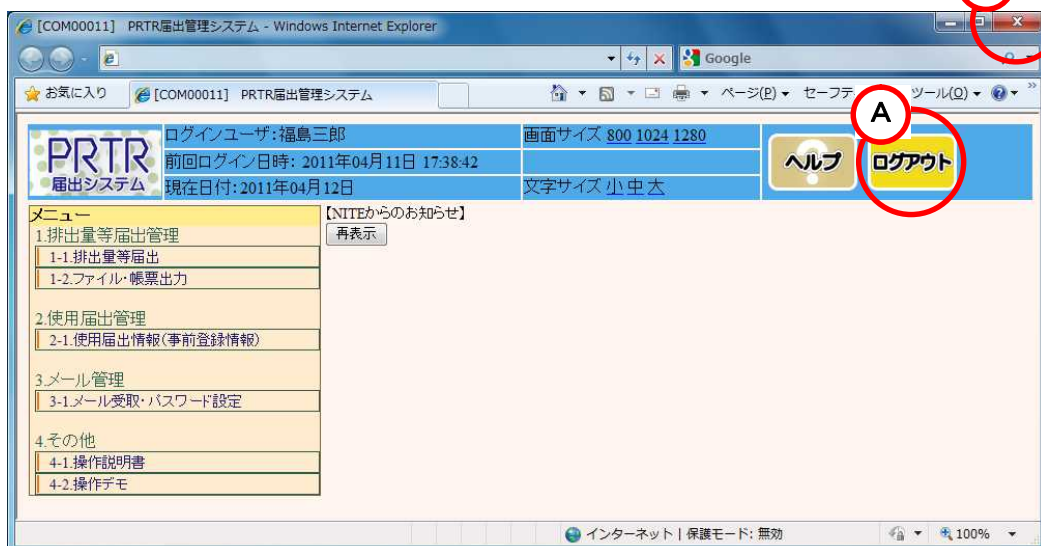 [COM00011] PRTR届出管理システム - Windows Internet Explorer
Google
お気に入り [COM00011] PRTR届出管理システム ページ(P) セーフテ ツール(O)
A
PRTR
届出システム
ログインユーザ:福島三郎 画面サイズ 800 1024 1280
前回ログイン日時: 2011年04月11日 17:38:42
現在日付:2011年04月12日 文字サイズ 小 中 大
ヘルプ ログアウト
メニュー
【NITEからのお知らせ】
再表示
1.排出量等届出管理
1-1.排出量等届出
1-2.ファイル・帳票出力
2.使用届出管理
2-1.使用届出情報(事前登録情報)
3.メール管理
3-1.メール受取・パスワード設定
4.その他
4-1.操作説明書
4-2.操作デモ
インターネット | 保護モード: 無効 100%